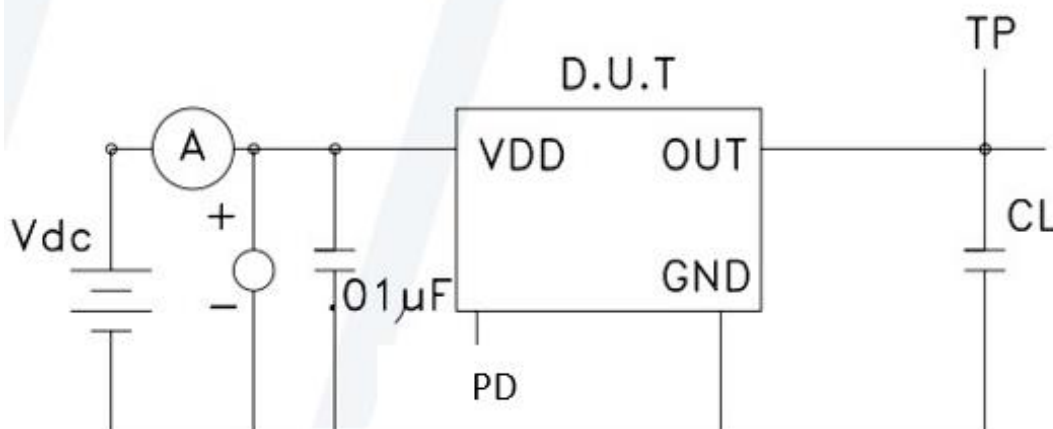 TP
D.U.T
A
VDD
OUT
+
Vdc
CL
GND
-
.01µF
PD